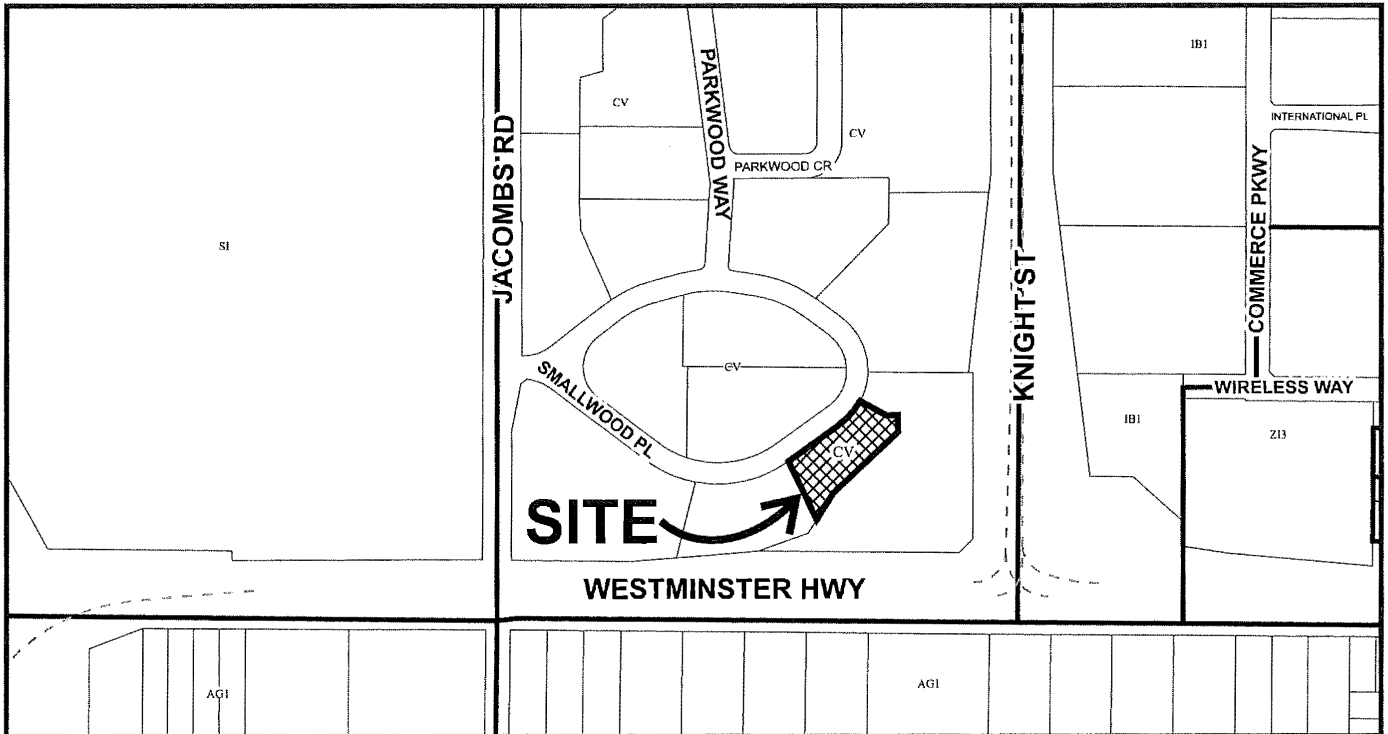 IB1
CV
PARKWOOD WAY
INTERNATIONAL PL
CV
PARKWOOD CR
JACOBS RD
COMMERCE PKWY
SI
KNIGHT ST
CV
SMALLWOOD PL
WIRELESS WAY
IB1
ZI3
CV
SITE
WESTMINSTER HWY
AG1
AG1